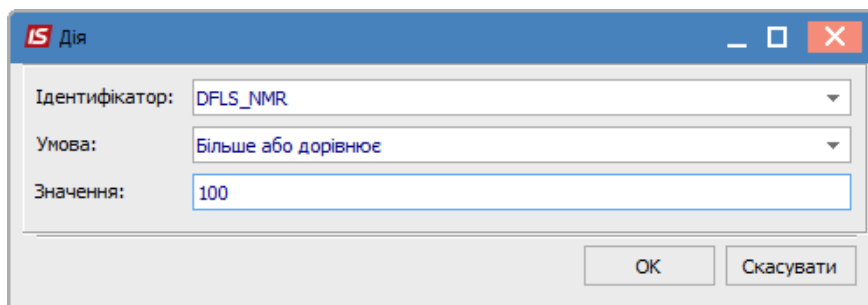 IS Дія
Ідентифікатор: DFLS_NMR
Умова: Більше або дорівнює
Значення: 100
OK Скасувати